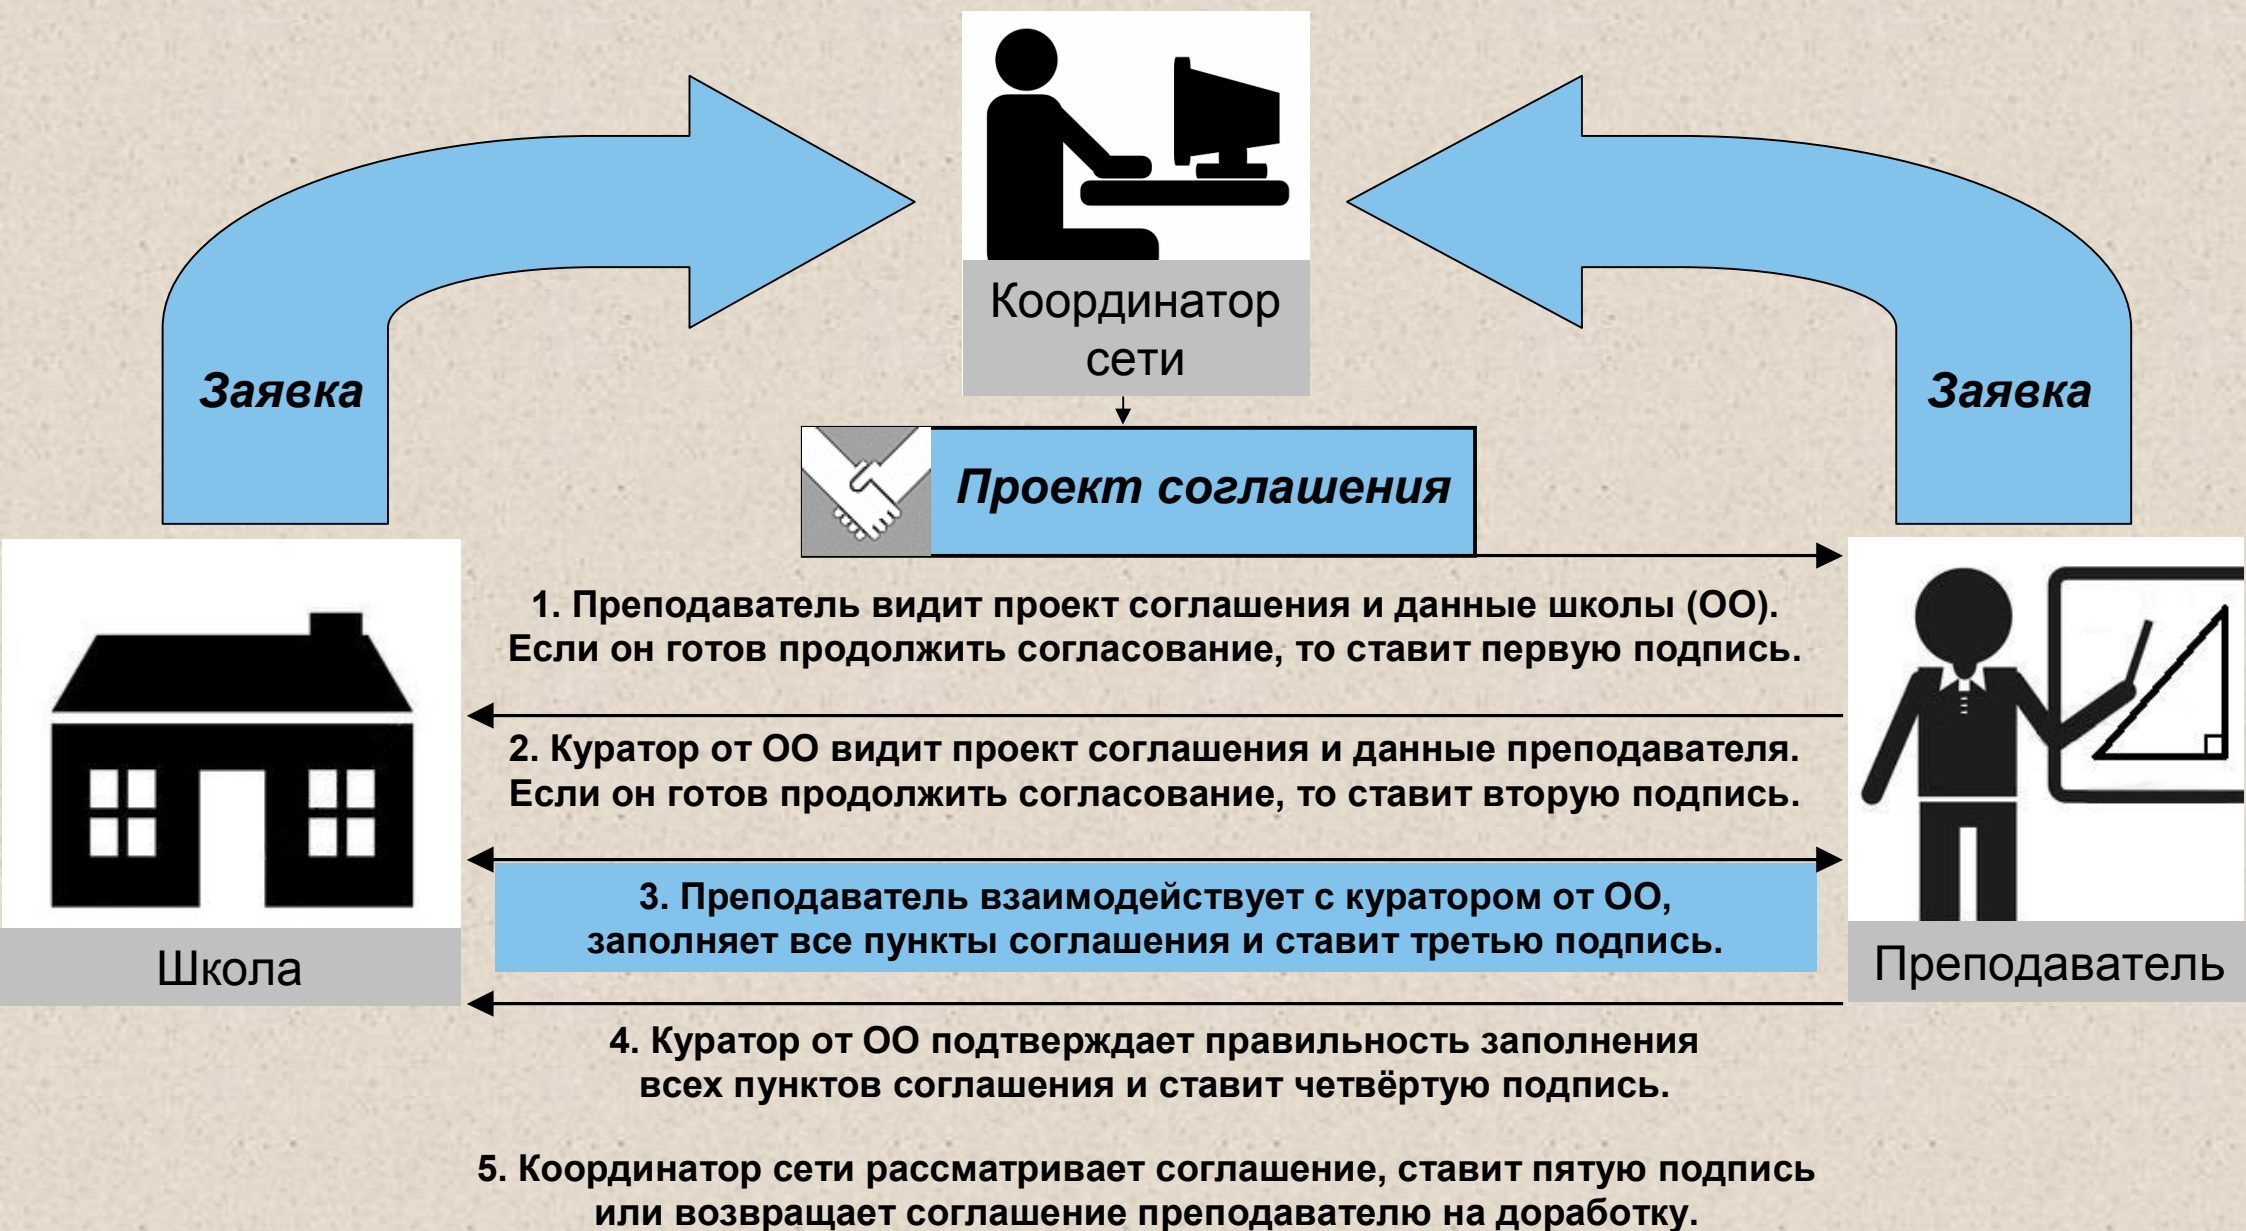 Координатор
сети
Заявка
Заявка
Проект соглашения
1. Преподаватель видит проект соглашения и данные школы (ОО).
Если он готов продолжить согласование, то ставит первую подпись.
2. Куратор от ОО видит проект соглашения и данные преподавателя.
Если он готов продолжить согласование, то ставит вторую подпись.
3. Преподаватель взаимодействует с куратором от ОО,
заполняет все пункты соглашения и ставит третью подпись.
Школа
Преподаватель
4. Куратор от ОО подтверждает правильность заполнения
всех пунктов соглашения и ставит четвёртую подпись.
5. Координатор сети рассматривает соглашение, ставит пятую подпись
или возвращает соглашение преподавателю на доработку.